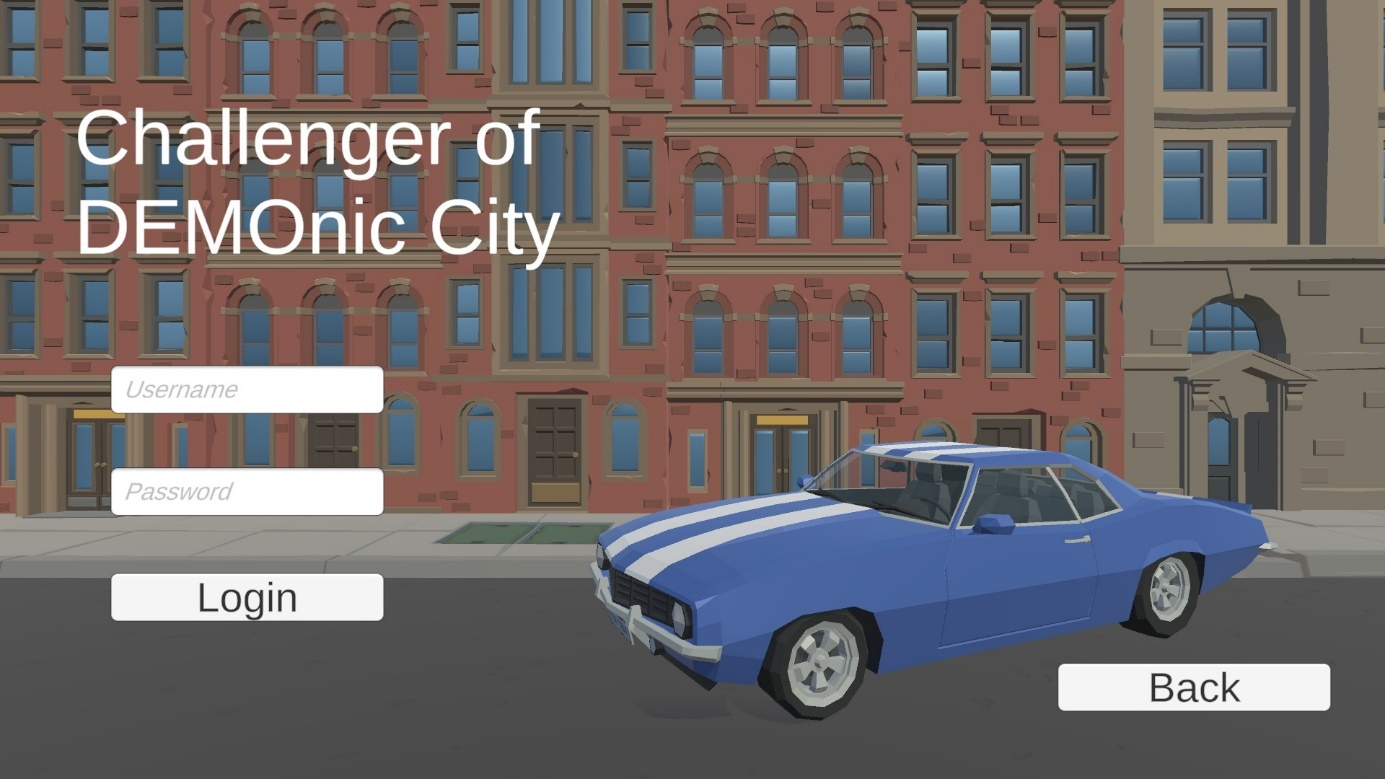 Challenger of
DEMOnic City
Username
Password
Login
Back